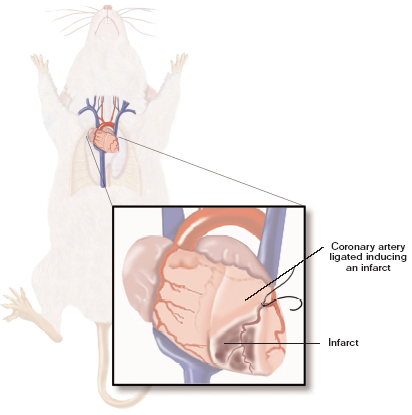 Coronary artery
ligated inducing
an infarct
Infarct